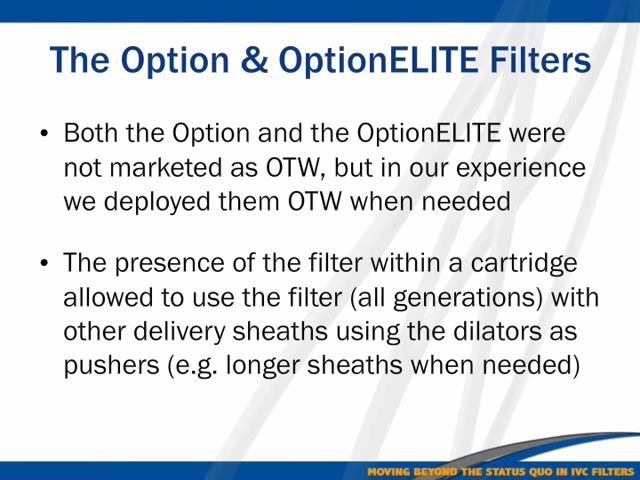 The Option & OptionELITE Filters
• Both the Option and the OptionELITE were
not marketed as OTW, but in our experience
we deployed them OTW when needed
• The presence of the filter within a cartridge
allowed to use the filter (all generations) with
other delivery sheaths using the dilators as
pushers (e.g. longer sheaths when needed)
MOVING BEYOND THE STATUS QUO IN IVC FILTERS